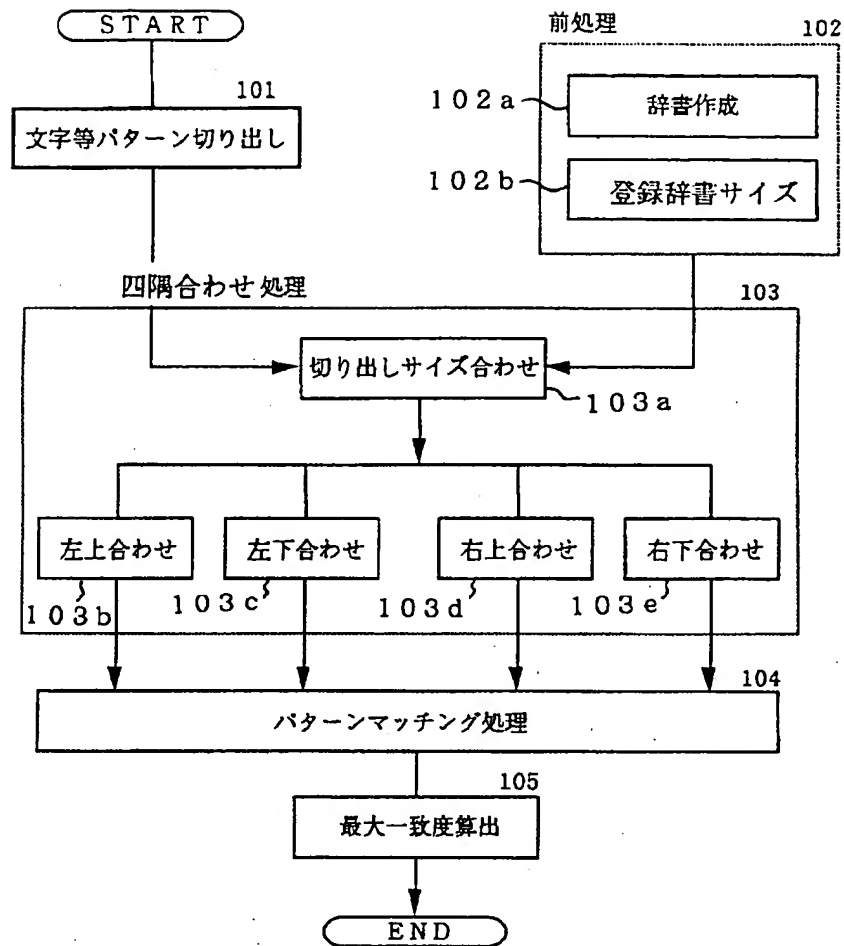 START
前処理
102
101
102a
辞書作成
文字等パターン切り出し
102b
登録辞書サイズ
四隅合わせ処理
103
切り出しサイズ合わせ
103a
左上合わせ
左下合わせ
右上合わせ
右下合わせ
103b
103c
103d
103e
104
パターンマッチング処理
105
最大一致度算出
END